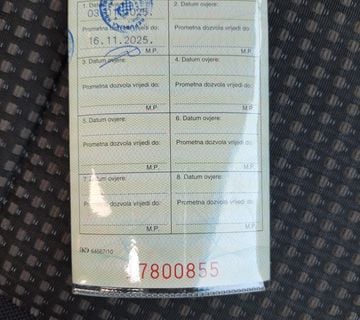 1. Datum 2. Datum ovjere:
03 2025.
Prometna dozvola vrijedi do: Prometna dozvola vrijedi do:
16.11.2025.
M.P. M.P.
3. Datum ovjere: 4. Datum ovjere:
Prometna dozvola vrijedi do: Prometna dozvola vrijedi do:
M.P. M.P.
5. Datum ovjere: 6. Datum ovjere:
Prometna dozvola vrijedi do: Prometna dozvola vrijedi do:
M.P. M.P.
7. Datum ovjere: 8. Datum ovjere:
Prometna dozvola vrijedi do: Prometna dozvola vrijedi do:
M.P. M.P.
7800855